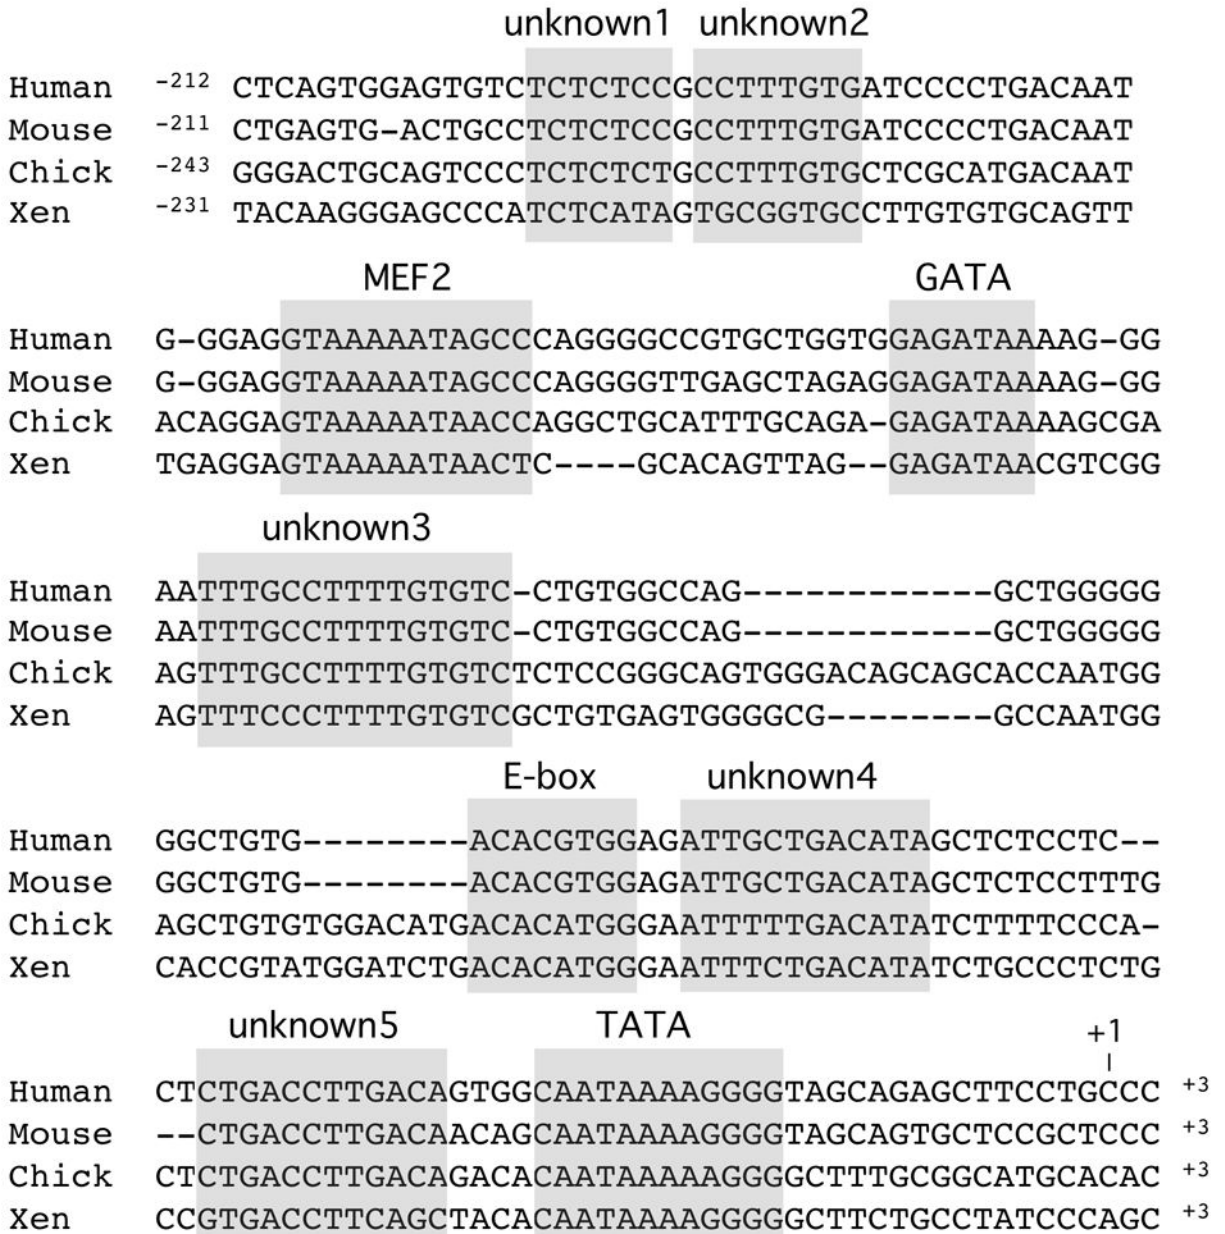 unknown1 unknown2
Human -212 CTCAGTGGAGTGTCTCTCTCCGCCTTTGTGATCCCCTGACAAT
Mouse -211 CTGAGTG-ACTGCCTCTCTCCGCCTTTGTGATCCCCTGACAAT
Chick -243 GGGACTGCAGTCCCTCTCTCTGCCTTTGTGCTCGCATGACAAT
Xen -231 TACAAGGGAGCCCATCTCATAGTGCGGTGCCTTGTGTGCAGTT
MEF2 GATA
Human G-GGAGGTAAAAATAGCCCAGGGGCCGTGCTGGTGGAGATAAAAG-GG
Mouse G-GGAGGTAAAAATAGCCCAGGGGTTGAGCTAGAGGAGATAAAAG-GG
Chick ACAGGAGTAAAAATAACCAGGCTGCATTTGCAGA-GAGATAAAAGCGA
Xen TGAGGAGTAAAAATAACTC----GCACAGTTAG--GAGATAACGTCGG
unknown3
Human AATTTGCCTTTTGTGTC-CTGTGGCCAG------------GCTGGGGG
Mouse AATTTGCCTTTTGTGTC-CTGTGGCCAG------------GCTGGGGG
Chick AGTTTGCCTTTTGTGTCTCTCCGGGCAGTGGGACAGCAGCACCAATGG
Xen AGTTTCCCTTTTGTGTCGCTGTGAGTGGGGCG--------GCCAATGG
E-box unknown4
Human GGCTGTG--------ACACGTGGAGATTGCTGACATAGCTCTCCTC--
Mouse GGCTGTG--------ACACGTGGAGATTGCTGACATAGCTCTCCTTTG
Chick AGCTGTGTGGACATGACACATGGGAATTTTTGACATATCTTTTCCCA-
Xen CACCGTATGGATCTGACACATGGGAATTTCTGACATATCTGCCCTCTG
unknown5 TATA +1
Human CTCTGACCTTGACAGTGGCAATAAAAGGGGTAGCAGAGCTTCCTGCCC +3
Mouse --CTGACCTTGACAACAGCAATAAAAGGGGTAGCAGTGCTCCGCTCCC +3
Chick CTCTGACCTTGACAGACACAATAAAAAGGGGCTTTGCGGCATGCACAC +3
Xen CCGTGACCTTCAGCTACACAATAAAAGGGGGCTTCTGCCTATCCCAGC +3